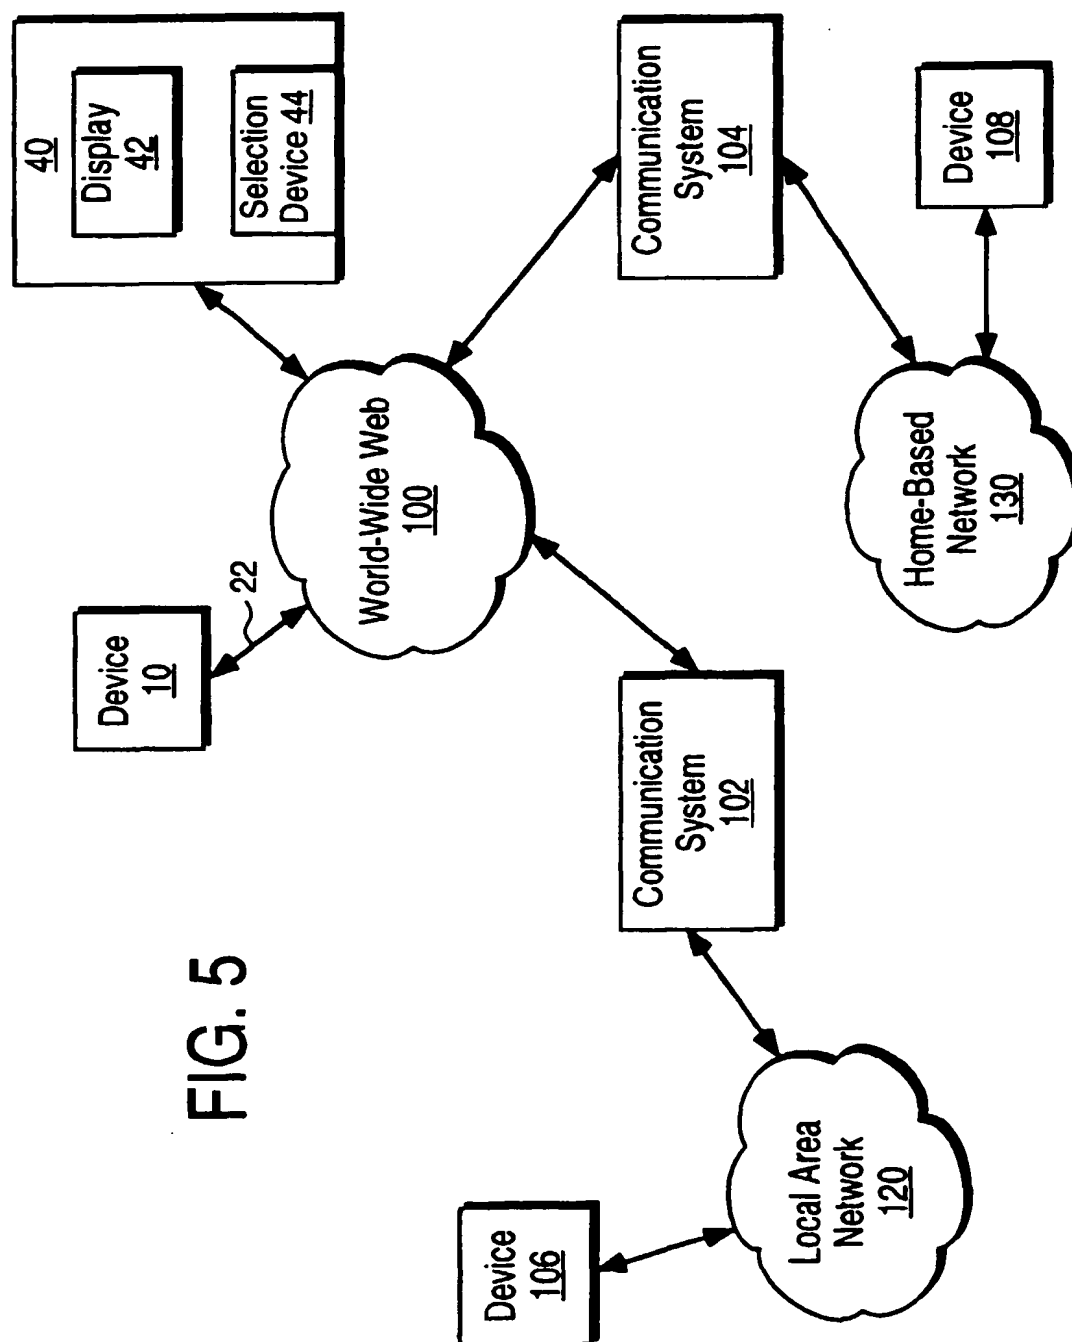 FIG. 5
Device
10
22
40
Display
42
Selection
Device 44
World-Wide Web
100
Communication
System
102
Communication
System
104
Device
106
Local Area
Network
120
Home-Based
Network
130
Device
108